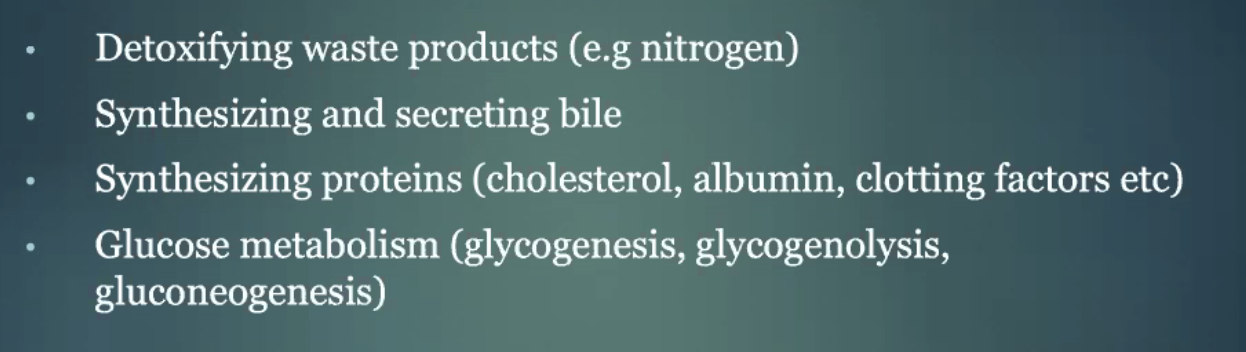 • Detoxifying waste products (e.g nitrogen)
• Synthesizing and secreting bile
• Synthesizing proteins (cholesterol, albumin, clotting factors etc)
• Glucose metabolism (glycogenesis, glycogenolysis,
gluconeogenesis)